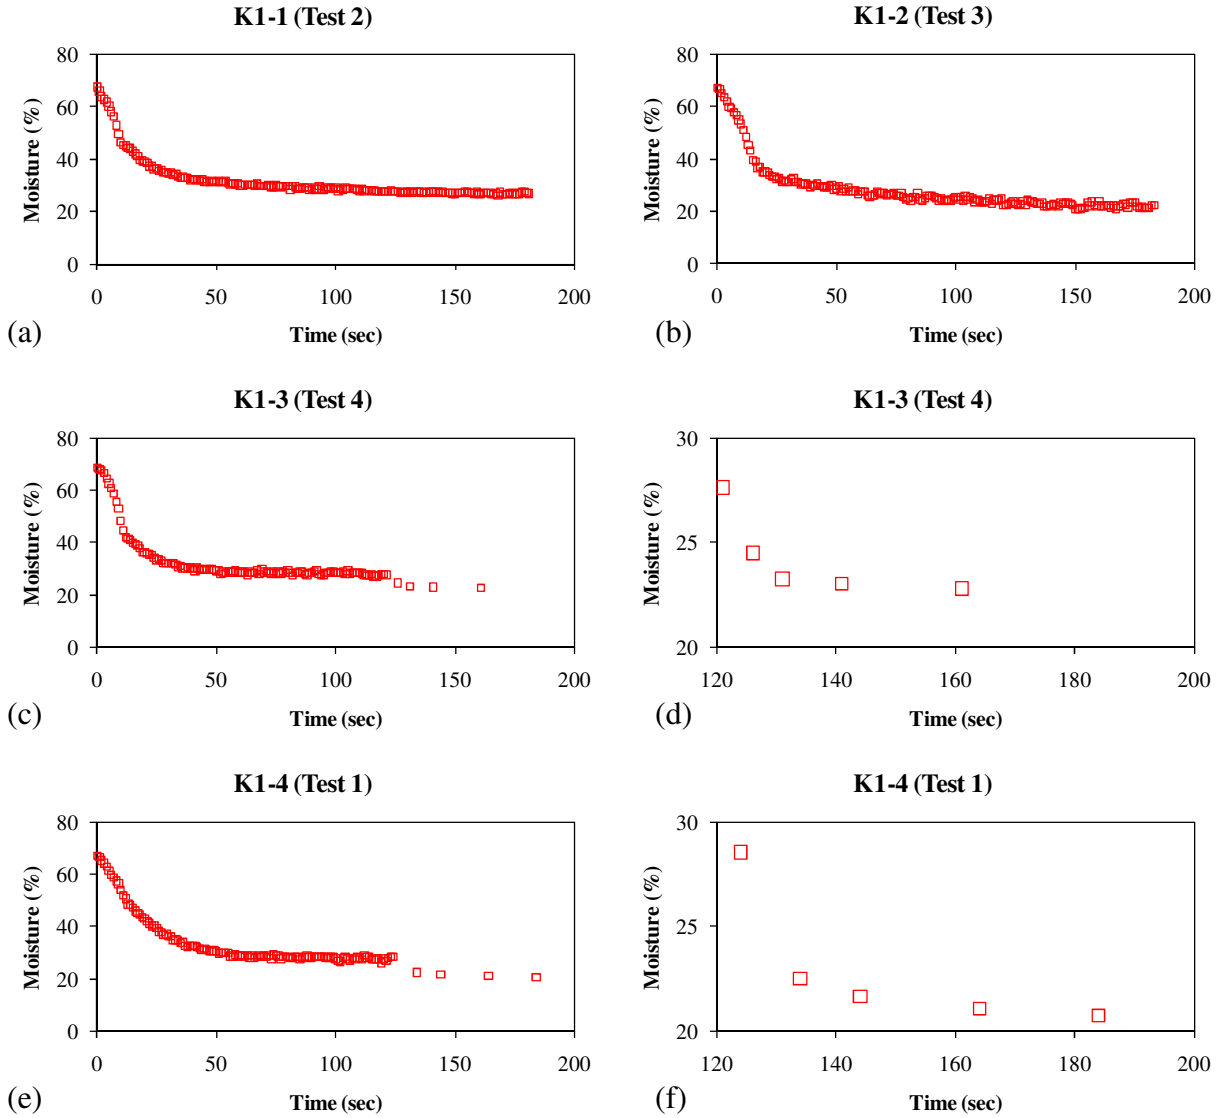 K1-1 (Test 2)
80
60
40
20
0
Moisture (%)
0 50 100 150 200
Time (sec)
(a)
K1-2 (Test 3)
80
60
40
20
0
Moisture (%)
0 50 100 150 200
Time (sec)
(b)
K1-3 (Test 4)
80
60
40
20
0
Moisture (%)
0 50 100 150 200
Time (sec)
(c)
K1-3 (Test 4)
30
25
20
Moisture (%)
120 140 160 180 200
Time (sec)
(d)
K1-4 (Test 1)
80
60
40
20
0
Moisture (%)
0 50 100 150 200
Time (sec)
(e)
K1-4 (Test 1)
30
25
20
Moisture (%)
120 140 160 180 200
Time (sec)
(f)